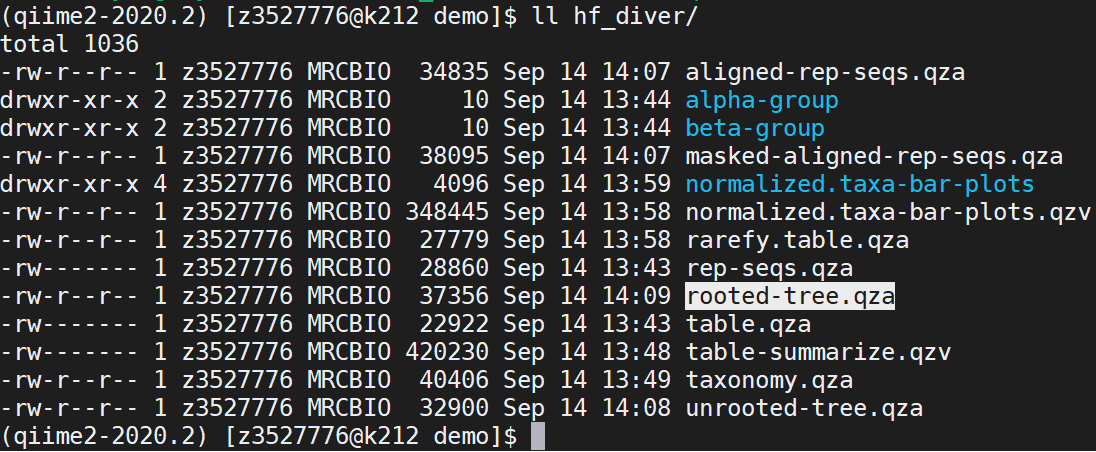 (qiime2-2020.2) [z3527776@k212 demo]$ ll hf_diver/
total 1036
-rw-r--r-- 1 z3527776 MRCBIO  34835 Sep 14 14:07 aligned-rep-seqs.qza
drwxr-xr-x 2 z3527776 MRCBIO     10 Sep 14 13:44 alpha-group
drwxr-xr-x 2 z3527776 MRCBIO     10 Sep 14 13:44 beta-group
-rw-r--r-- 1 z3527776 MRCBIO  38095 Sep 14 14:07 masked-aligned-rep-seqs.qza
drwxr-xr-x 4 z3527776 MRCBIO   4096 Sep 14 13:59 normalized.taxa-bar-plots
-rw-r--r-- 1 z3527776 MRCBIO 348445 Sep 14 13:58 normalized.taxa-bar-plots.qzv
-rw-r--r-- 1 z3527776 MRCBIO  27779 Sep 14 13:58 rarefy.table.qza
-rw------- 1 z3527776 MRCBIO  28860 Sep 14 13:43 rep-seqs.qza
-rw-r--r-- 1 z3527776 MRCBIO  37356 Sep 14 14:09 rooted-tree.qza
-rw------- 1 z3527776 MRCBIO  22922 Sep 14 13:43 table.qza
-rw-r--r-- 1 z3527776 MRCBIO 420230 Sep 14 13:48 table-summarize.qzv
-rw-r--r-- 1 z3527776 MRCBIO  40406 Sep 14 13:49 taxonomy.qza
-rw-r--r-- 1 z3527776 MRCBIO  32900 Sep 14 14:08 unrooted-tree.qza
(qiime2-2020.2) [z3527776@k212 demo]$